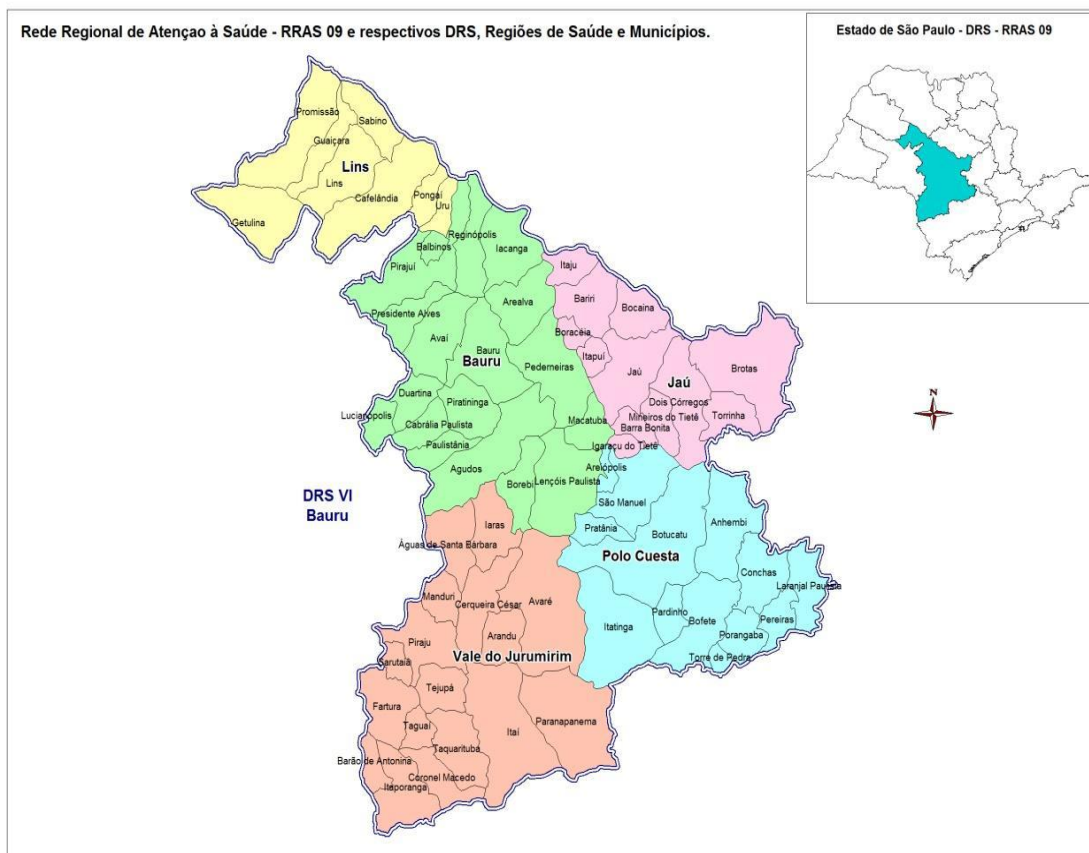 Rede Regional de Atençao à Saúde - RRAS 09 e respectivos DRS, Regiões de Saúde e Municípios.
Estado de São Paulo - DRS - RRAS 09
Promissão
Sabino
Guaiçara
Lins
Lins
Cafelândia
Getulina
Pongaí
Uru
Reginópolis
Balbinos
Iacanga
Pirajuí
Presidente Alves
Arealva
Avaí
Bauru
Bauru
Pederneiras
Duartina
Piratininga
Lucianópolis
Cabrália Paulista
Paulistânia
Macatuba
Agudos
Borebi
Lençóis Paulista
Itaju
Bariri
Bocaina
Boracéia
Itapuí
Jaú
Jaú
Brotas
Dois Córregos
Mineiros do Tietê
Torrinha
Barra Bonita
Igaraçu do Tietê
N
DRS VI
Bauru
Areiópolis
São Manuel
Pratânia
Botucatu
Anhembi
Polo Cuesta
Conchas
Laranjal Paulista
Pardinho
Itatinga
Bofete
Pereiras
Porangaba
Torre de Pedra
Iaras
Águas de Santa Bárbara
Manduri
Cerqueira César
Avaré
Piraju
Arandu
Vale do Jurumirim
Sarutaiá
Tejupá
Fartura
Taguaí
Itaí
Paranapanema
Taquarituba
Barão de Antonina
Coronel Macedo
Itaporanga